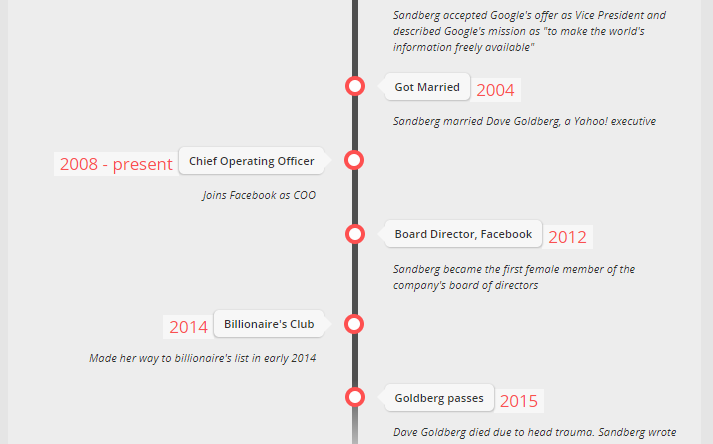 Sandberg accepted Google's offer as Vice President and
described Google's mission as "to make the world's
information freely available"
Got Married 2004
Sandberg married Dave Goldberg, a Yahoo! executive
2008 - present Chief Operating Officer
Joins Facebook as COO
Board Director, Facebook 2012
Sandberg became the first female member of the
company's board of directors
2014 Billionaire's Club
Made her way to billionaire's list in early 2014
Goldberg passes 2015
Dave Goldberg died due to head trauma. Sandberg wrote